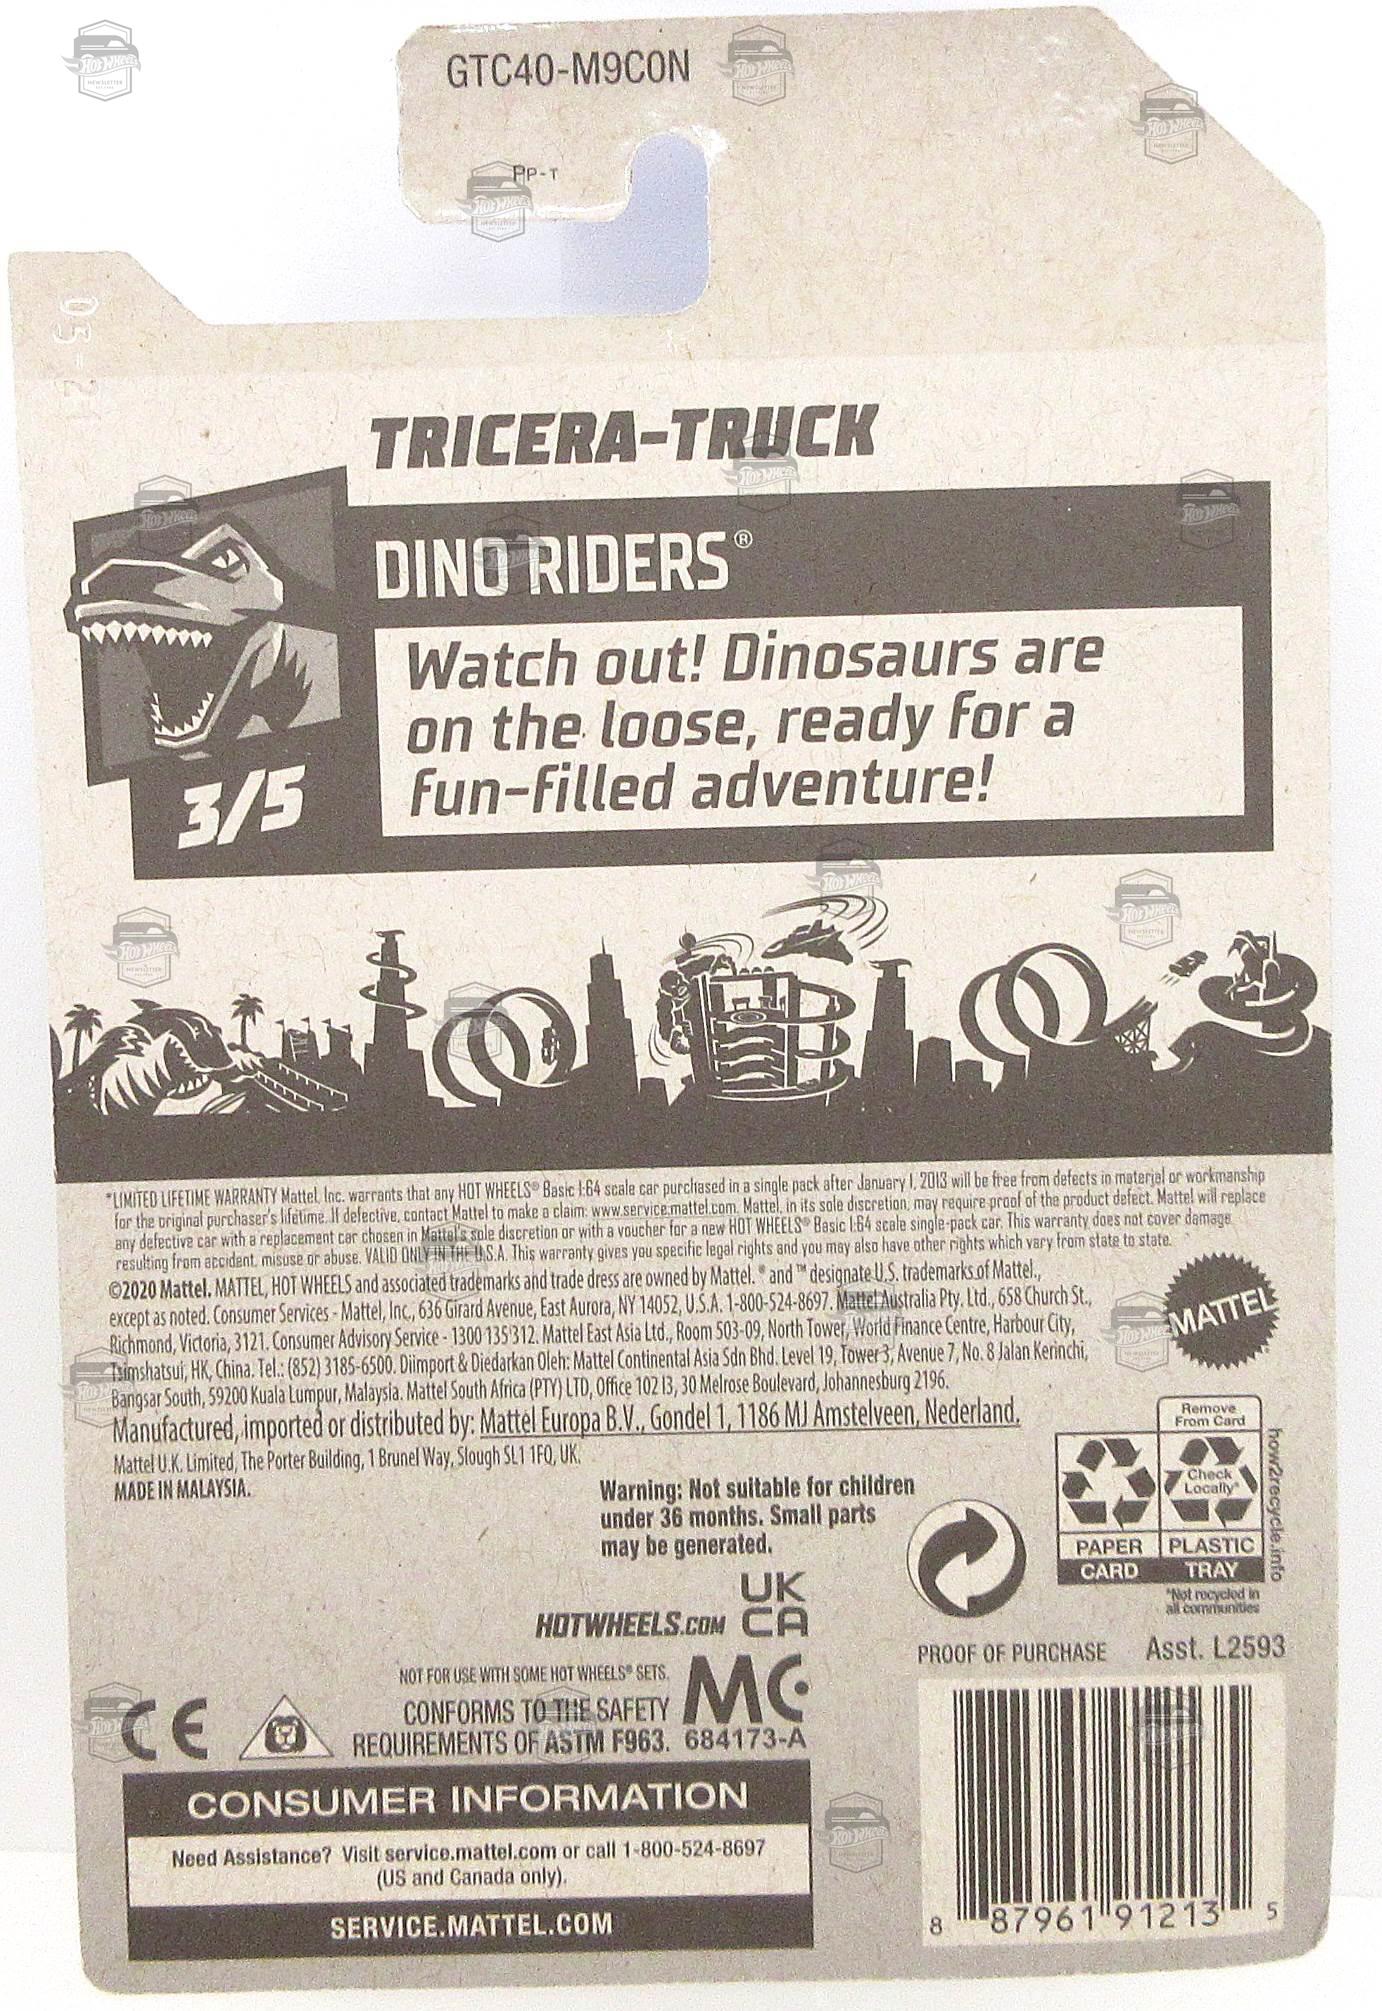 GTC40-M9C0N
PP-T
TRICERA-TRUCK
DINO RIDERS®
Watch out! Dinosaurs are
on the loose, ready for a
fun-filled adventure!
3/5
*LIMITED LIFETIME WARRANTY Mattel, Inc. warrants that any HOT WHEELS® Basic 1:64 scale car purchased in a single pack after January 1, 2013 will be free from defects in material or workmanship
for the original purchaser's lifetime. If defective, contact Mattel to make a claim: www.service.mattel.com. Mattel, in its sole discretion, may require proof of the product defect. Mattel will replace
any defective car with a replacement car chosen in Mattel's sole discretion or with a voucher for a new HOT WHEELS® Basic 1:64 scale single-pack car. This warranty does not cover damage
resulting from accident, misuse or abuse. VALID ONLY IN THE U.S.A. This warranty gives you specific legal rights and you may also have other rights which vary from state to state.
©2020 Mattel. MATTEL, HOT WHEELS and associated trademarks and trade dress are owned by Mattel. ® and ™ designate U.S. trademarks of Mattel.,
except as noted. Consumer Services - Mattel, Inc., 636 Girard Avenue, East Aurora, NY 14052, U.S.A. 1-800-524-8697. Mattel Australia Pty. Ltd., 658 Church St.,
Richmond, Victoria, 3121. Consumer Advisory Service - 1300 135 312. Mattel East Asia Ltd., Room 503-09, North Tower, World Finance Centre, Harbour City,
Tsimshatsui, HK, China. Tel.: (852) 3185-6500. Diimport & Diedarkan Oleh: Mattel Continental Asia Sdn Bhd. Level 19, Tower 3, Avenue 7, No. 8 Jalan Kerinchi,
Bangsar South, 59200 Kuala Lumpur, Malaysia. Mattel South Africa (PTY) LTD, Office 102 I3, 30 Melrose Boulevard, Johannesburg 2196.
Manufactured, imported or distributed by: Mattel Europa B.V., Gondel 1, 1186 MJ Amstelveen, Nederland.
Mattel U.K. Limited, The Porter Building, 1 Brunel Way, Slough SL1 1FQ, UK.
MADE IN MALAYSIA.
MATTEL
Warning: Not suitable for children
under 36 months. Small parts
may be generated.
Remove
From Card
Check
Locally*
PAPER
CARD
PLASTIC
TRAY
*Not recycled in
all communities
how2recycle.info
HOTWHEELS.COM
UK
CA
PROOF OF PURCHASE Asst. L2593
NOT FOR USE WITH SOME HOT WHEELS® SETS.
CONFORMS TO THE SAFETY
REQUIREMENTS OF ASTM F963.
MC
684173-A
CE
CONSUMER INFORMATION
Need Assistance? Visit service.mattel.com or call 1-800-524-8697
(US and Canada only).
SERVICE.MATTEL.COM
8 87961 91213 5
HOT WHEELS
NEWSLETTER